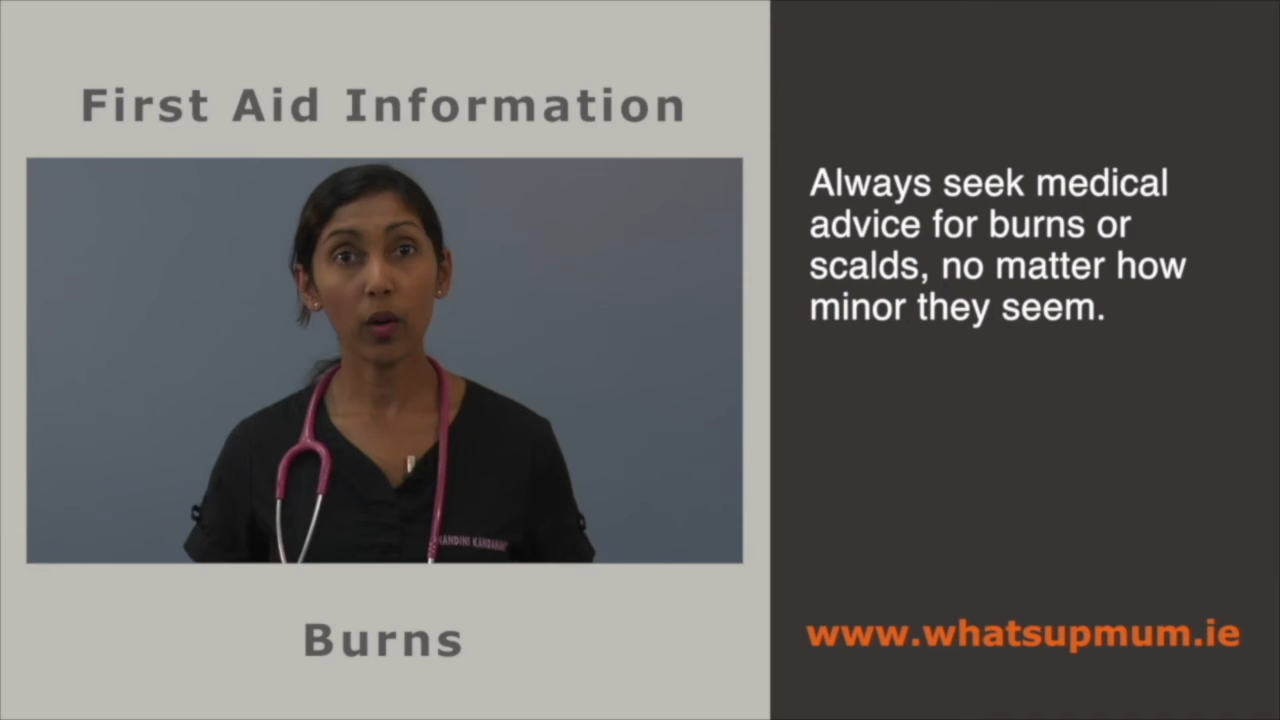 First Aid Information
Always seek medical
advice for burns or
scalds, no matter how
minor they seem.
Burns
www.whatsupmum.ie